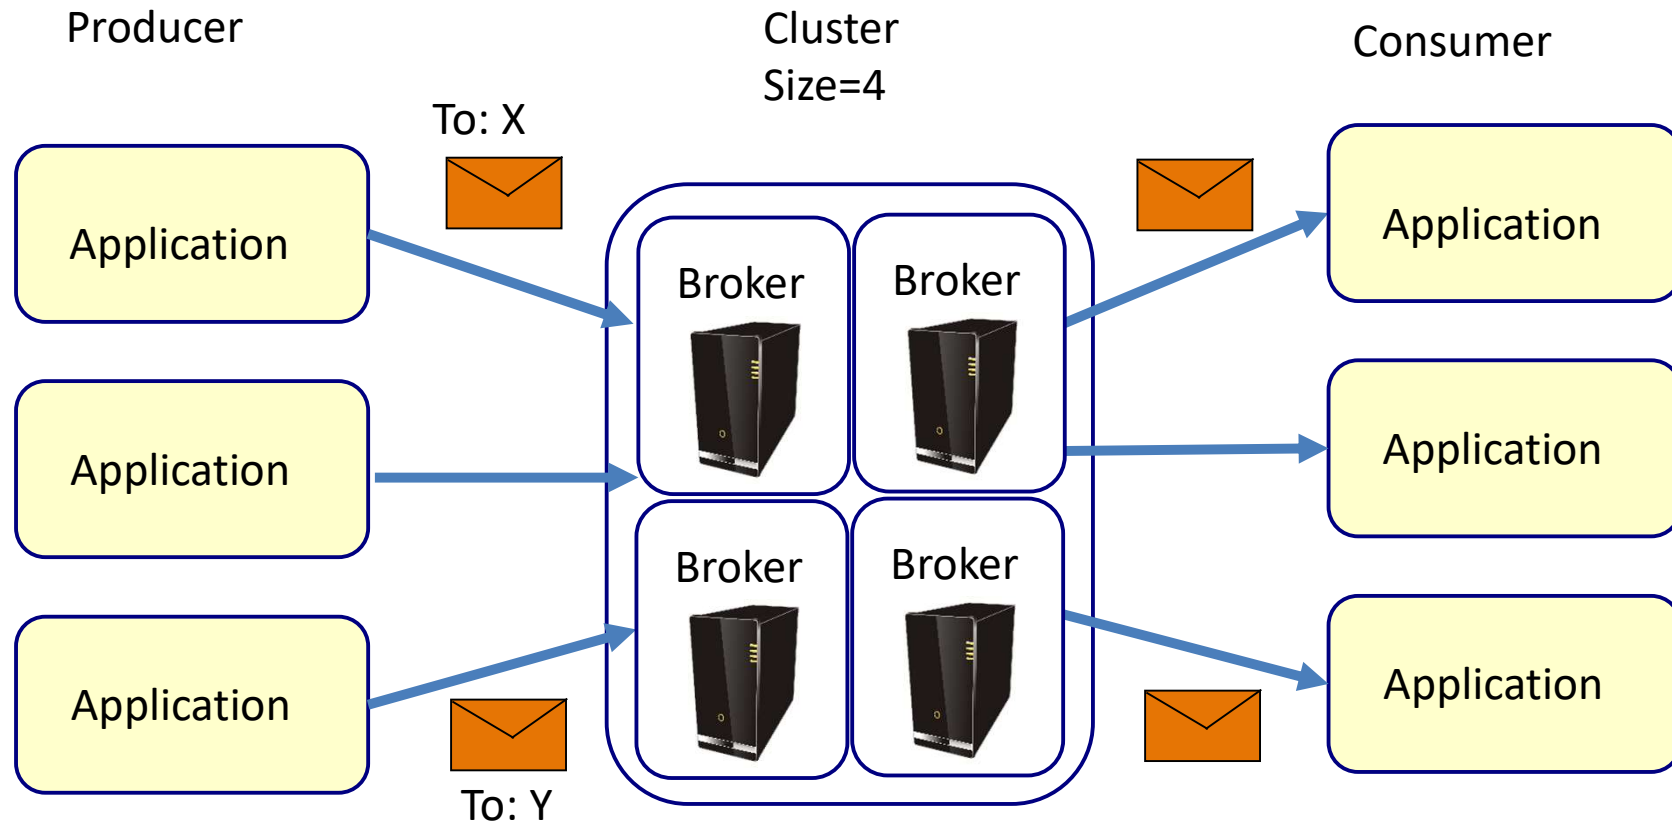 Producer
Cluster
Size=4
Consumer
To: X
Application
Application
Application
To: Y
Broker
Broker
Broker
Broker
Application
Application
Application